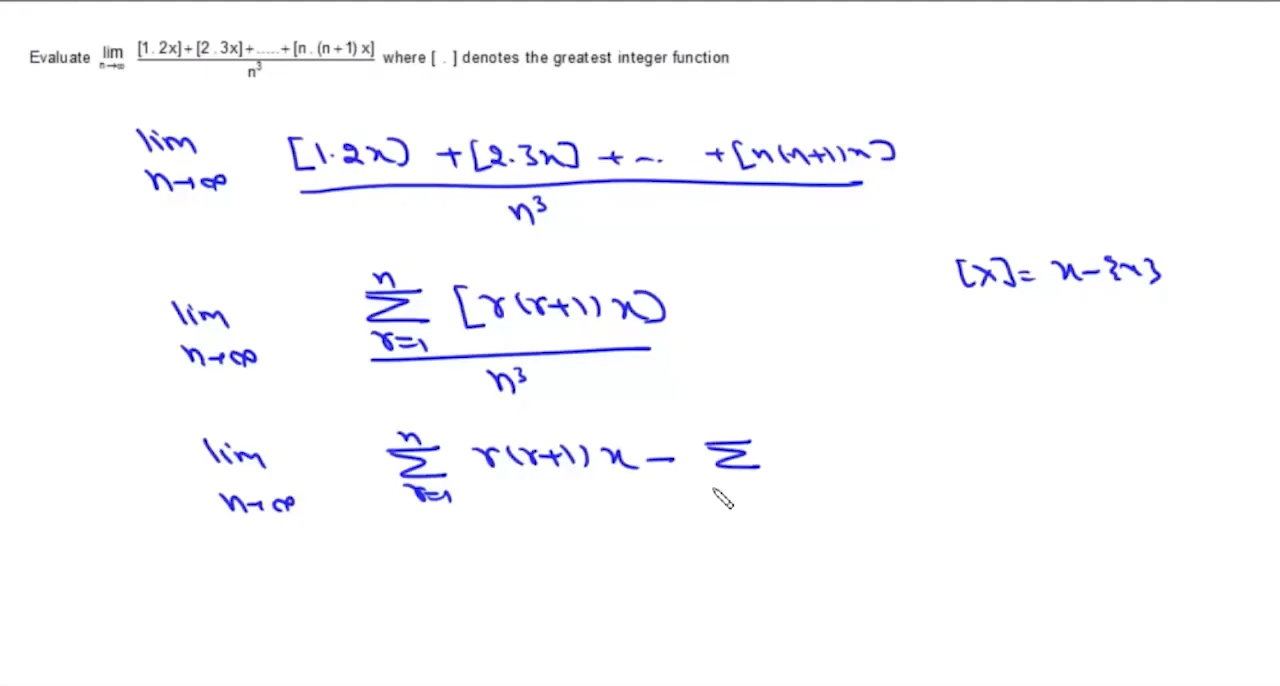 Evaluate lim n→∞ [1 . 2x]+[2 . 3x]+.....+[n . (n+1) x] / n³ where [ . ] denotes the greatest integer function
lim n→∞ [1·2x] + [2·3x] + ... + [n(n+1)x] / n³
[x] = x - {x}
lim n→∞ n Σ r=1 [r(r+1)x] / n³
lim n→∞ n Σ r=1 r(r+1)x - Σ